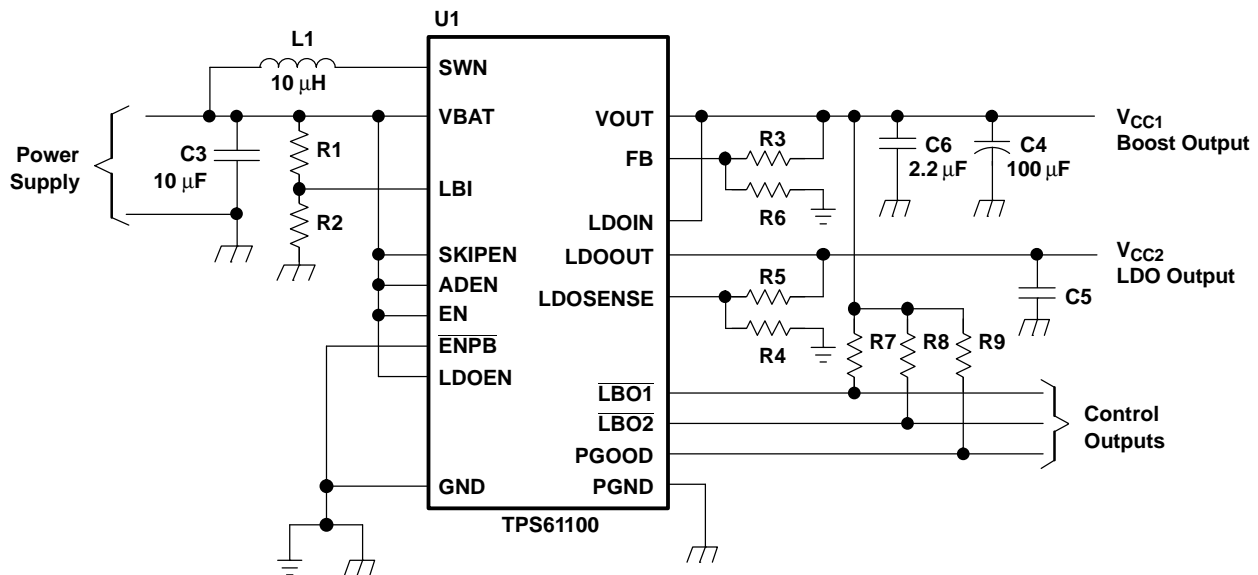 U1
L1
10 μH
SWN
VBAT
VOUT
VCC1
Boost Output
Power
Supply
C3
10 μF
R1
R3
FB
C6
2.2 μF
C4
100 μF
LBI
R2
R6
LDOIN
SKIPEN
LDOOUT
VCC2
LDO Output
ADEN
R5
LDOSENSE
C5
EN
R4
R7
R8
R9
ENPB
LDOEN
LBO1
LBO2
Control
Outputs
PGOOD
GND
PGND
TPS61100